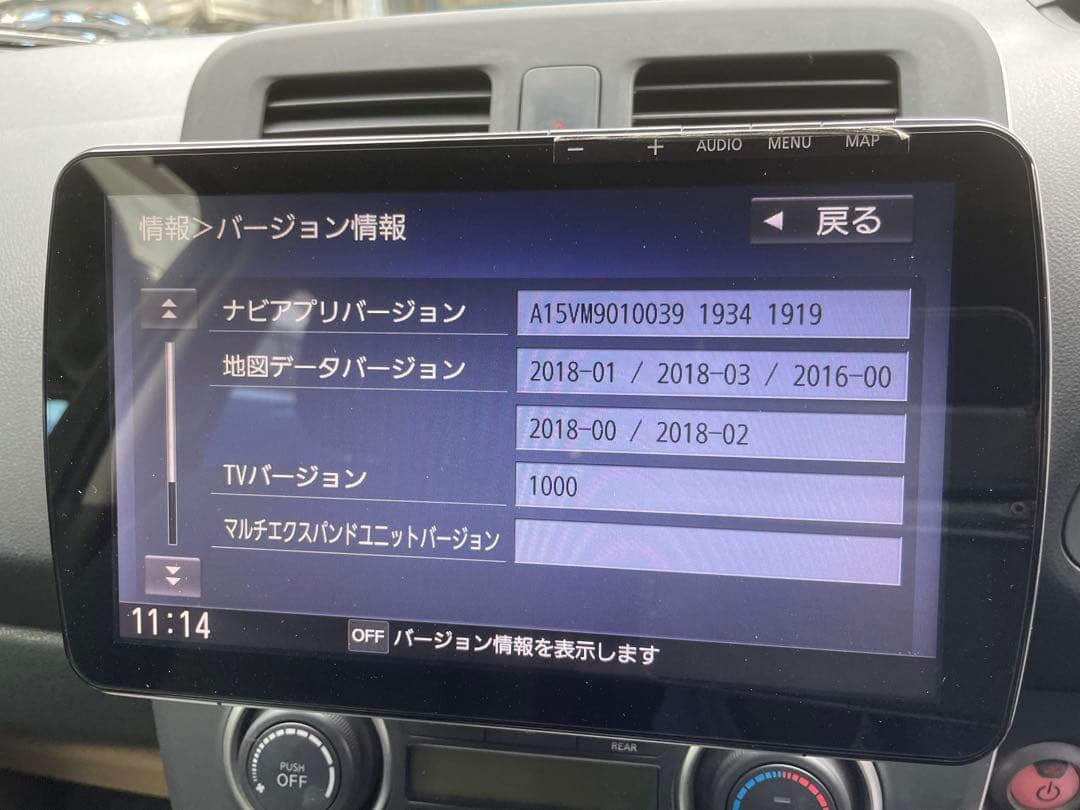 − + AUDIO MENU MAP
情報>バージョン情報
戻る
ナビアプリバージョン A15VM9010039 1934 1919
地図データバージョン 2018-01 / 2018-03 / 2016-00
2018-00 / 2018-02
TVバージョン 1000
マルチエクスパンドユニットバージョン
11:14
OFF バージョン情報を表示します
REAR
PUSH
OFF